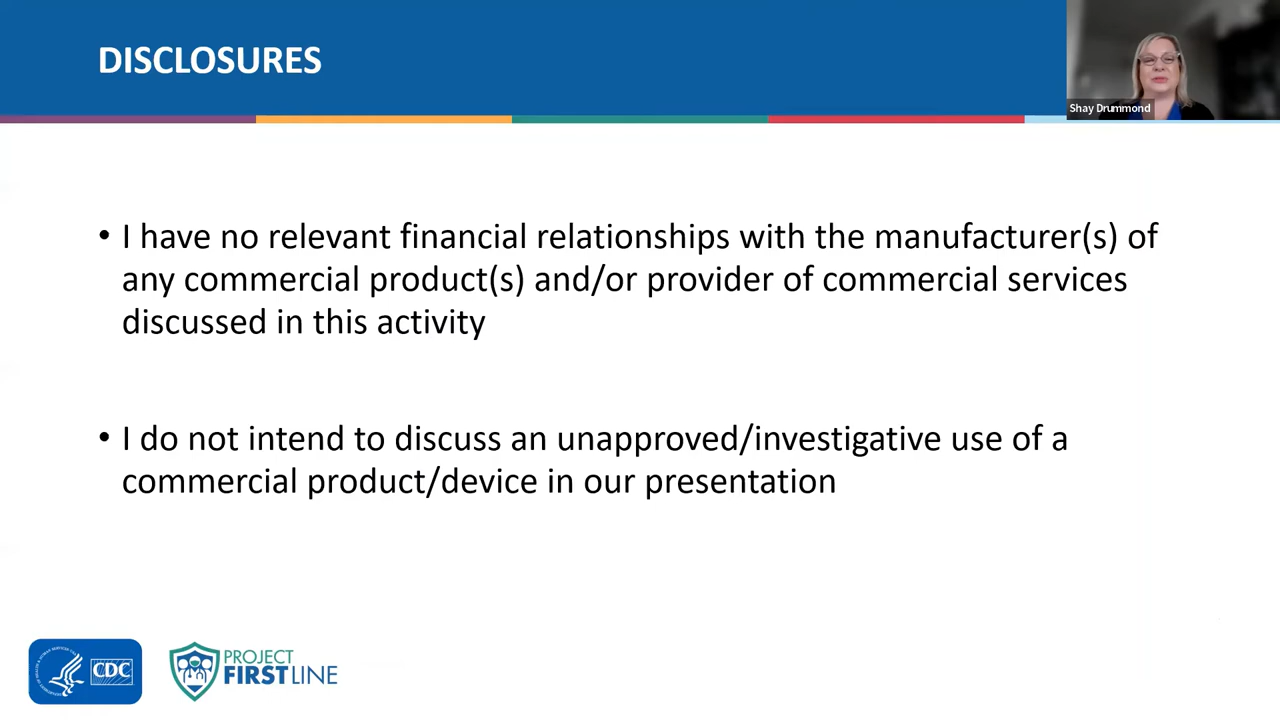 DISCLOSURES
Shay Drummond
• I have no relevant financial relationships with the manufacturer(s) of
any commercial product(s) and/or provider of commercial services
discussed in this activity
• I do not intend to discuss an unapproved/investigative use of a
commercial product/device in our presentation
CDC
PROJECT
FIRSTLINE